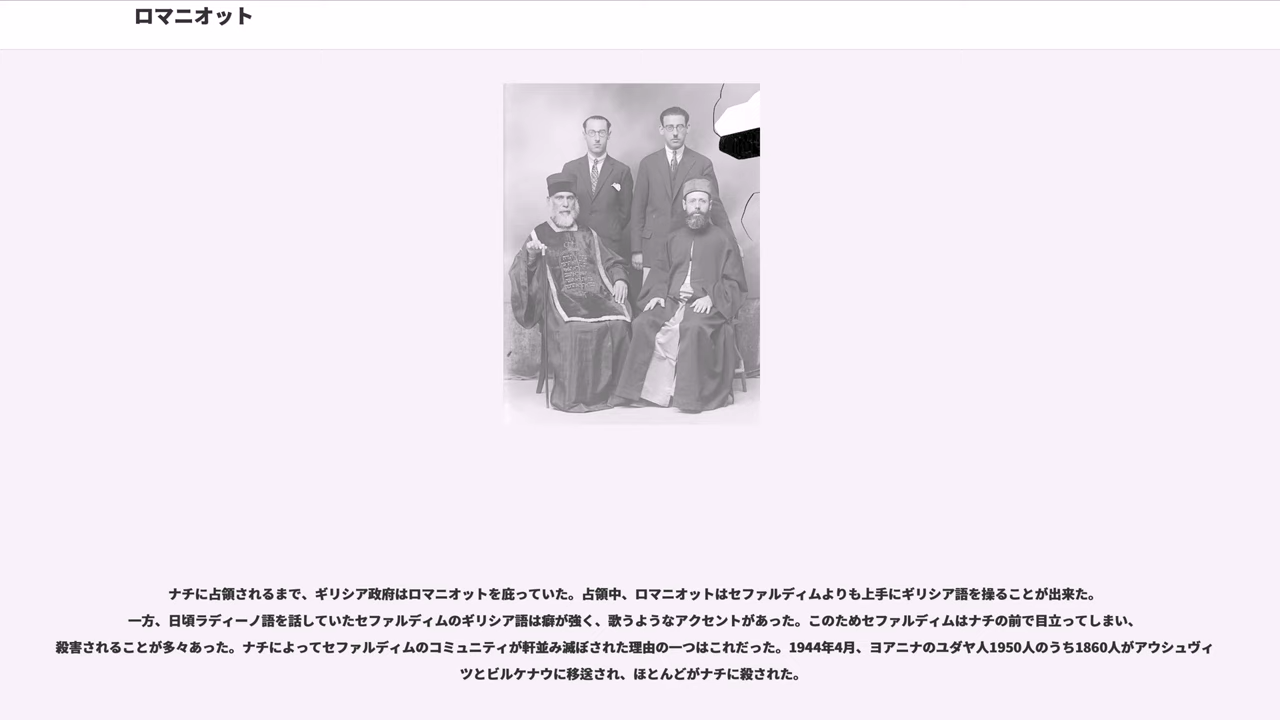 ロマニオット
ナチに占領されるまで、ギリシア政府はロマニオットを庇っていた。占領中、ロマニオットはセファルディムよりも上手にギリシア語を操ることが出来た。
一方、日頃ラディーノ語を話していたセファルディムのギリシア語は癖が強く、歌うようなアクセントがあった。このためセファルディムはナチの前で目立ってしまい、
殺害されることが多々あった。ナチによってセファルディムのコミュニティが軒並み滅ぼされた理由の一つはこれだった。1944年4月、ヨアニナのユダヤ人1950人のうち1860人がアウシュヴィ
ツとビルケナウに移送され、ほとんどがナチに殺された。